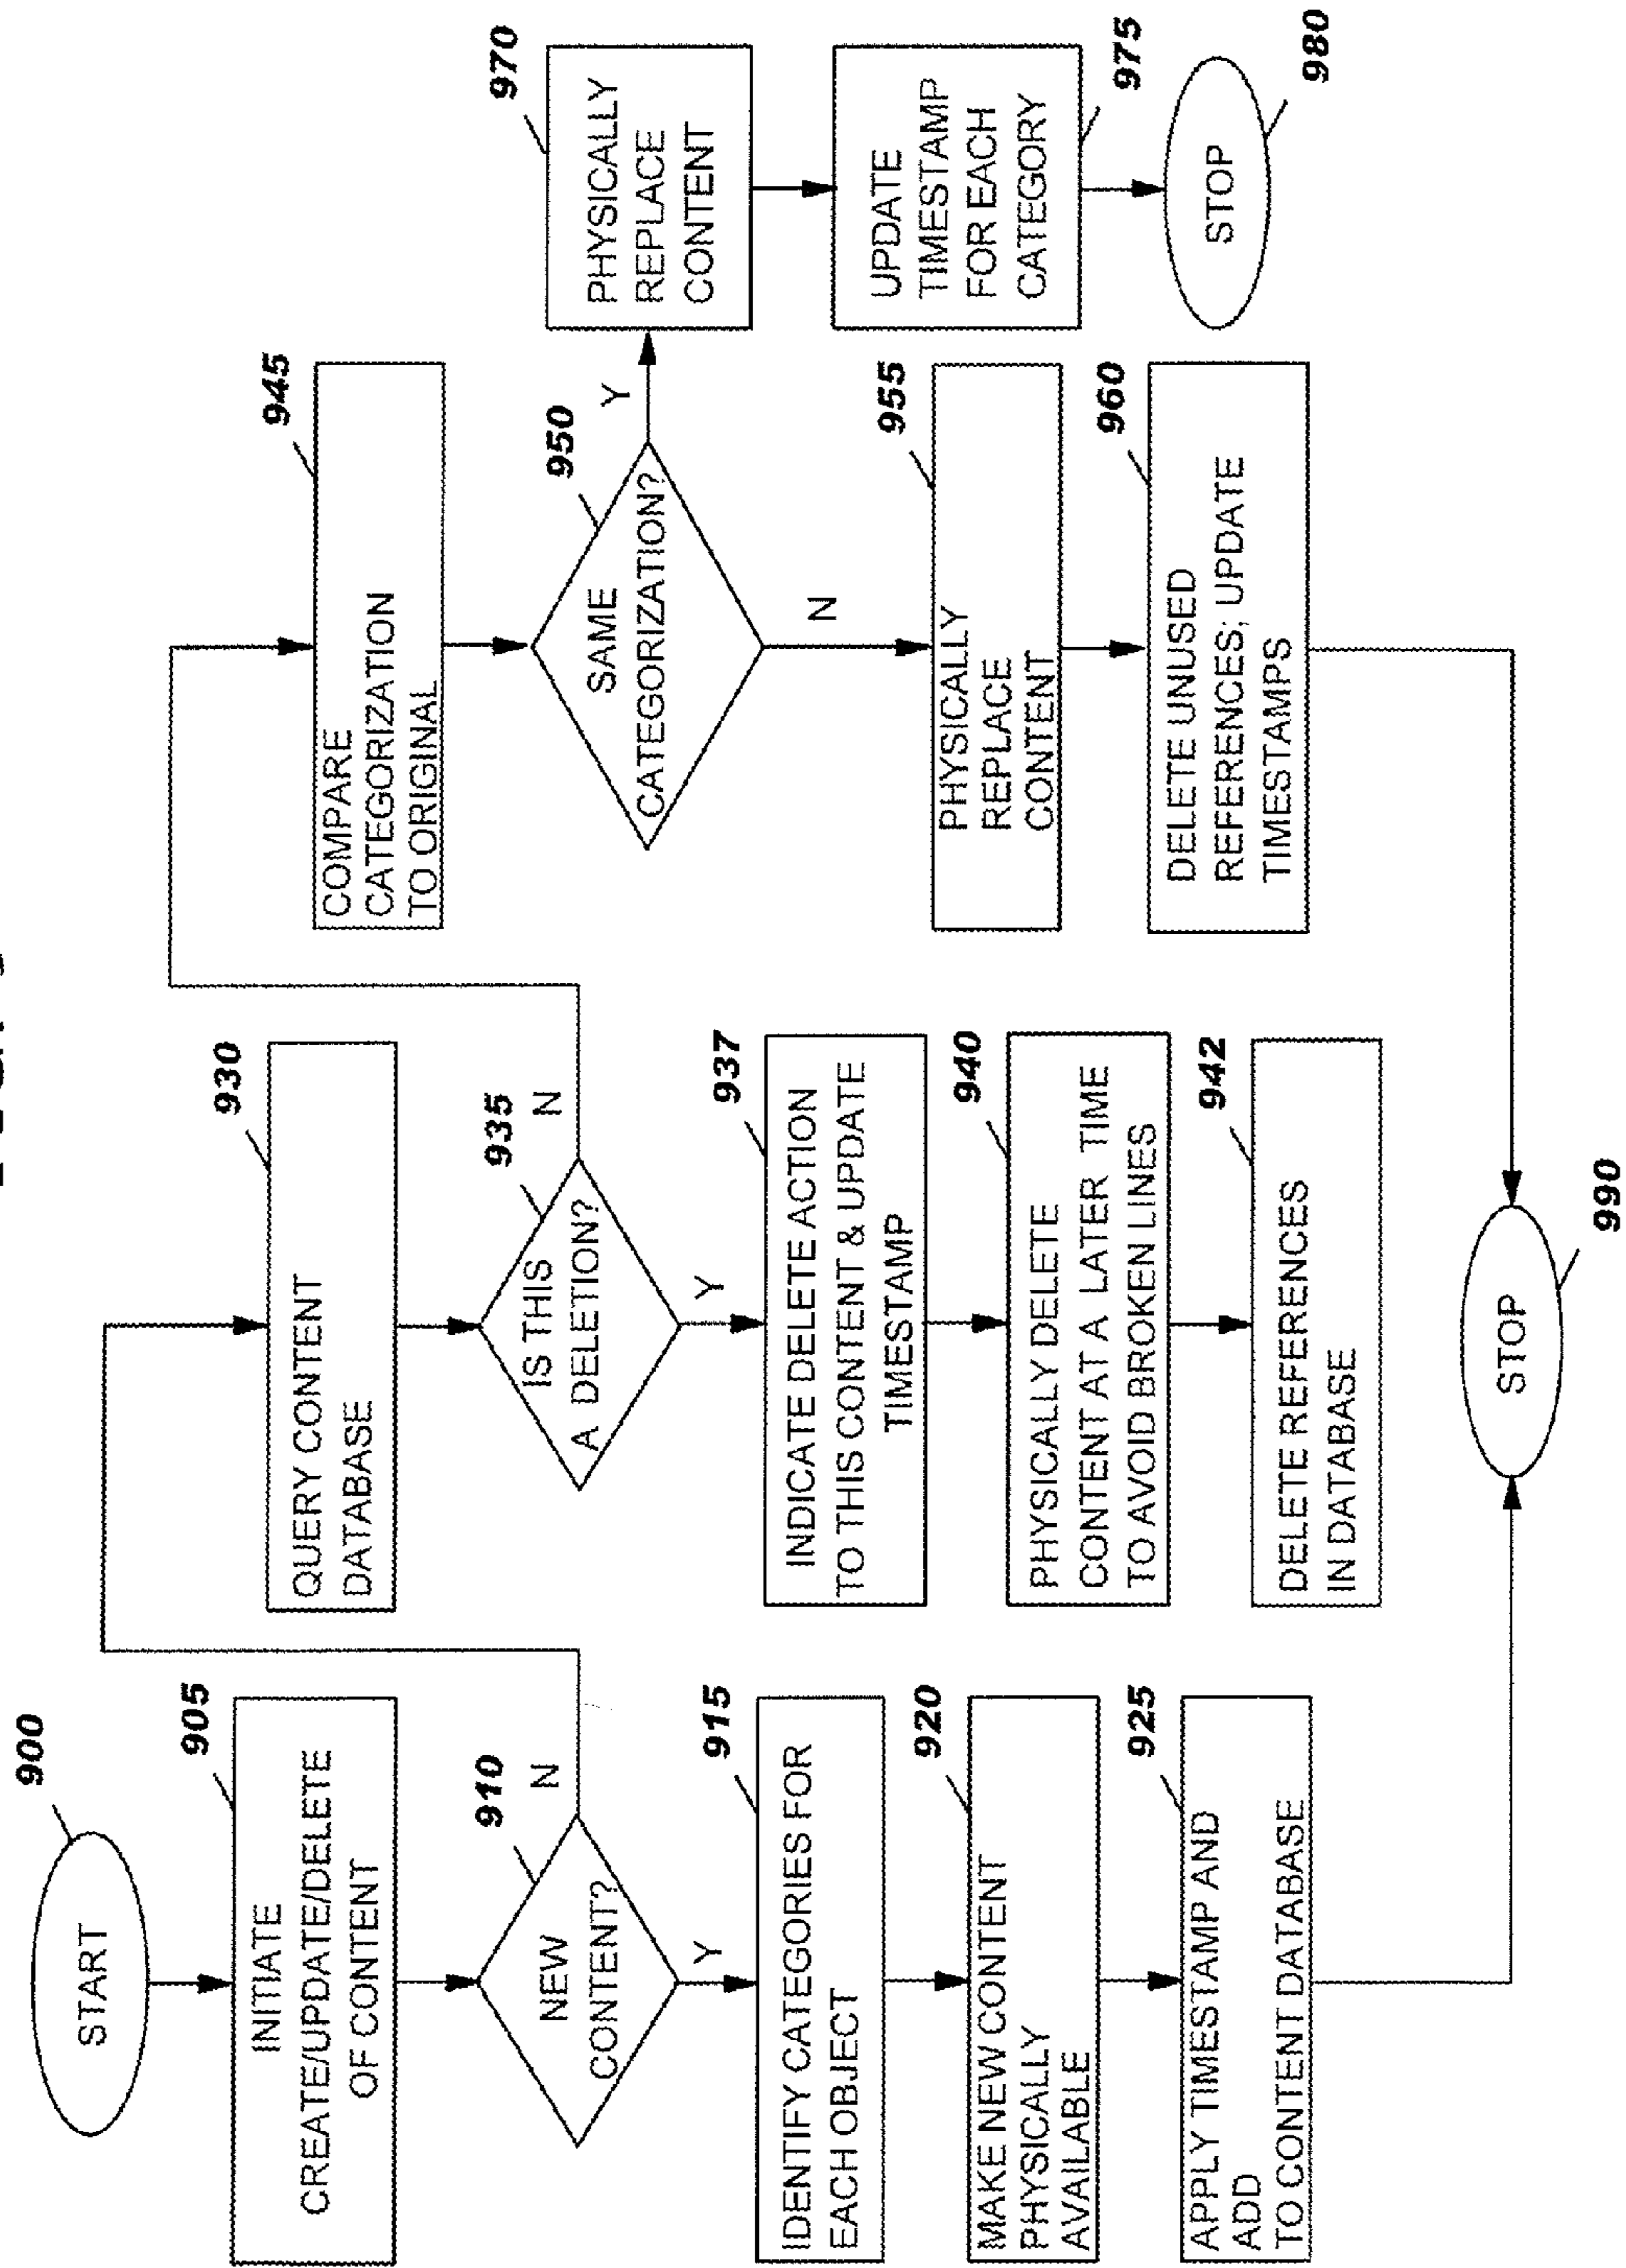 900
START
905
INITIATE
CREATE/UPDATE/DELETE
OF CONTENT
910
NEW
CONTENT?
N
Y
915
IDENTIFY CATEGORIES FOR
EACH OBJECT
920
MAKE NEW CONTENT
PHYSICALLY
AVAILABLE
925
APPLY TIMESTAMP AND
ADD
TO CONTENT DATABASE
930
QUERY CONTENT
DATABASE
935
IS THIS
A DELETION?
N
Y
937
INDICATE DELETE ACTION
TO THIS CONTENT & UPDATE
TIMESTAMP
940
PHYSICALLY DELETE
CONTENT AT A LATER TIME
TO AVOID BROKEN LINES
942
DELETE REFERENCES
IN DATABASE
945
COMPARE
CATEGORIZATION
TO ORIGINAL
950
SAME
CATEGORIZATION?
Y
N
955
PHYSICALLY
REPLACE
CONTENT
960
DELETE UNUSED
REFERENCES; UPDATE
TIMESTAMPS
970
PHYSICALLY
REPLACE
CONTENT
975
UPDATE
TIMESTAMP
FOR EACH
CATEGORY
STOP
980
STOP
990